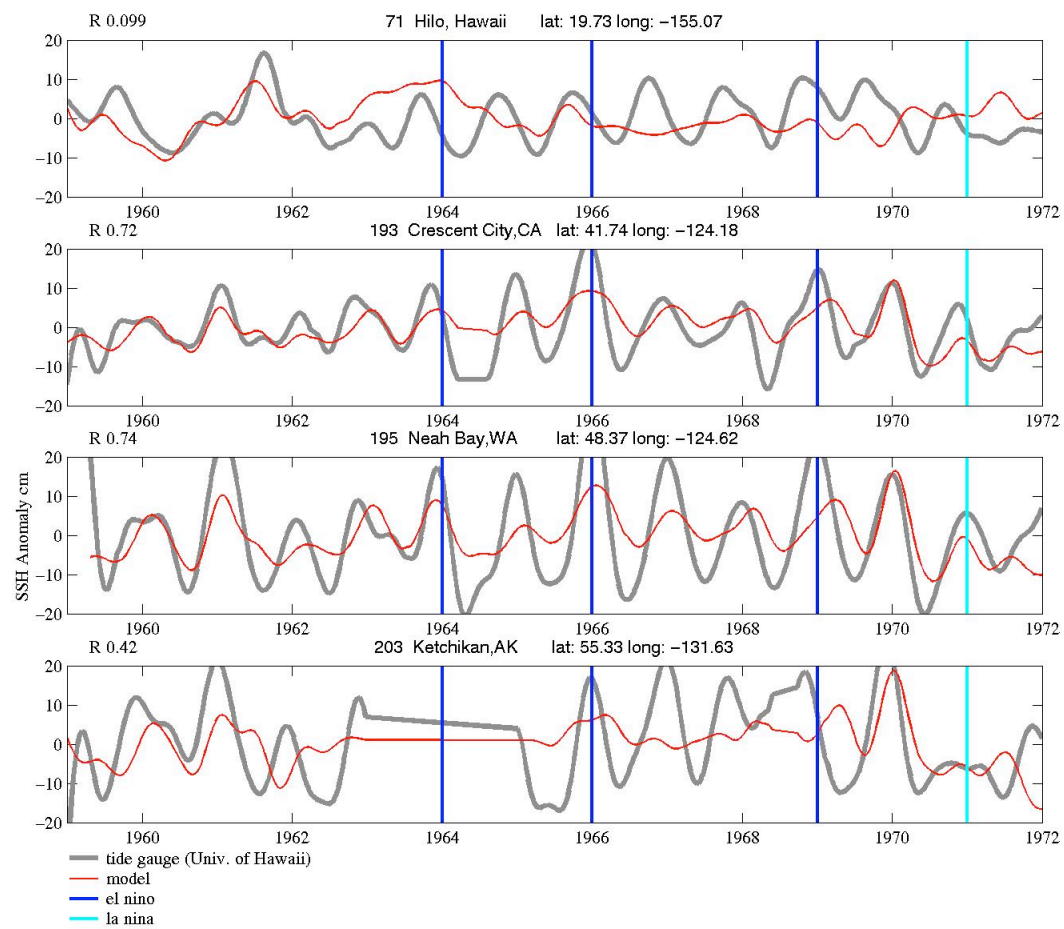 R 0.099 71 Hilo, Hawaii lat: 19.73 long: −155.07
20
10
0
−10
−20
1960 1962 1964 1966 1968 1970 1972
R 0.72 193 Crescent City,CA lat: 41.74 long: −124.18
20
10
0
−10
−20
1960 1962 1964 1966 1968 1970 1972
R 0.74 195 Neah Bay,WA lat: 48.37 long: −124.62
SSH Anomaly cm
20
10
0
−10
−20
1960 1962 1964 1966 1968 1970 1972
R 0.42 203 Ketchikan,AK lat: 55.33 long: −131.63
20
10
0
−10
−20
1960 1962 1964 1966 1968 1970 1972
tide gauge (Univ. of Hawaii)
model
el nino
la nina